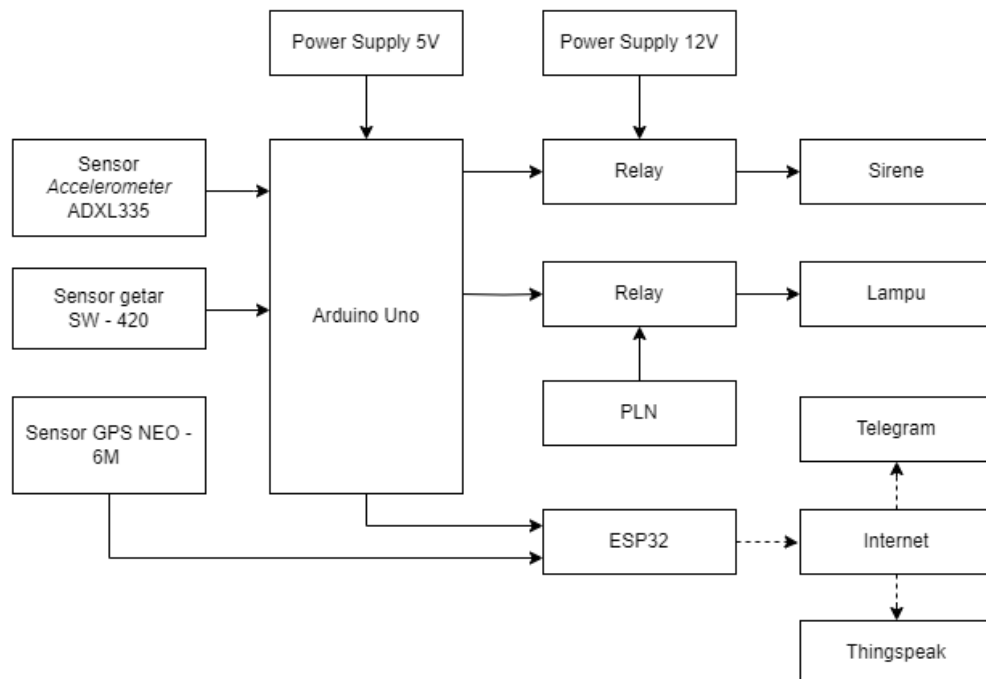 Power Supply 5V
Power Supply 12V
Sensor
Accelerometer
ADXL335
Relay
Sirene
Sensor getar
SW - 420
Arduino Uno
Relay
Lampu
PLN
Sensor GPS NEO -
6M
Telegram
ESP32
Internet
Thingspeak